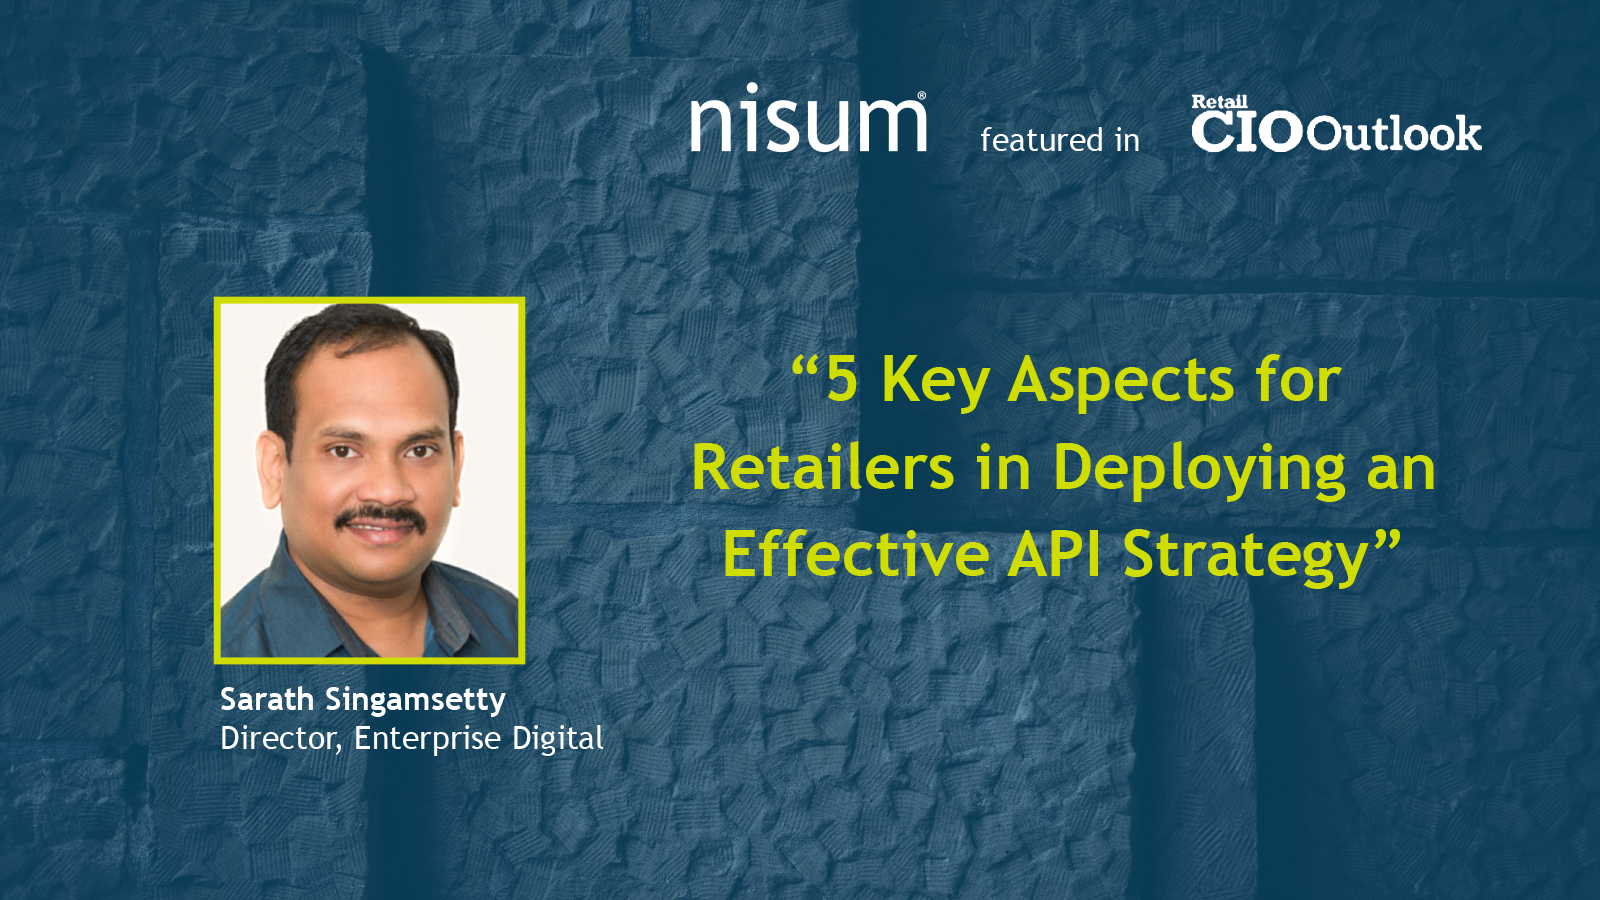 nisum®
featured in
Retail
CIOOutlook
“5 Key Aspects for
Retailers in Deploying an
Effective API Strategy”
Sarath Singamsetty
Director, Enterprise Digital